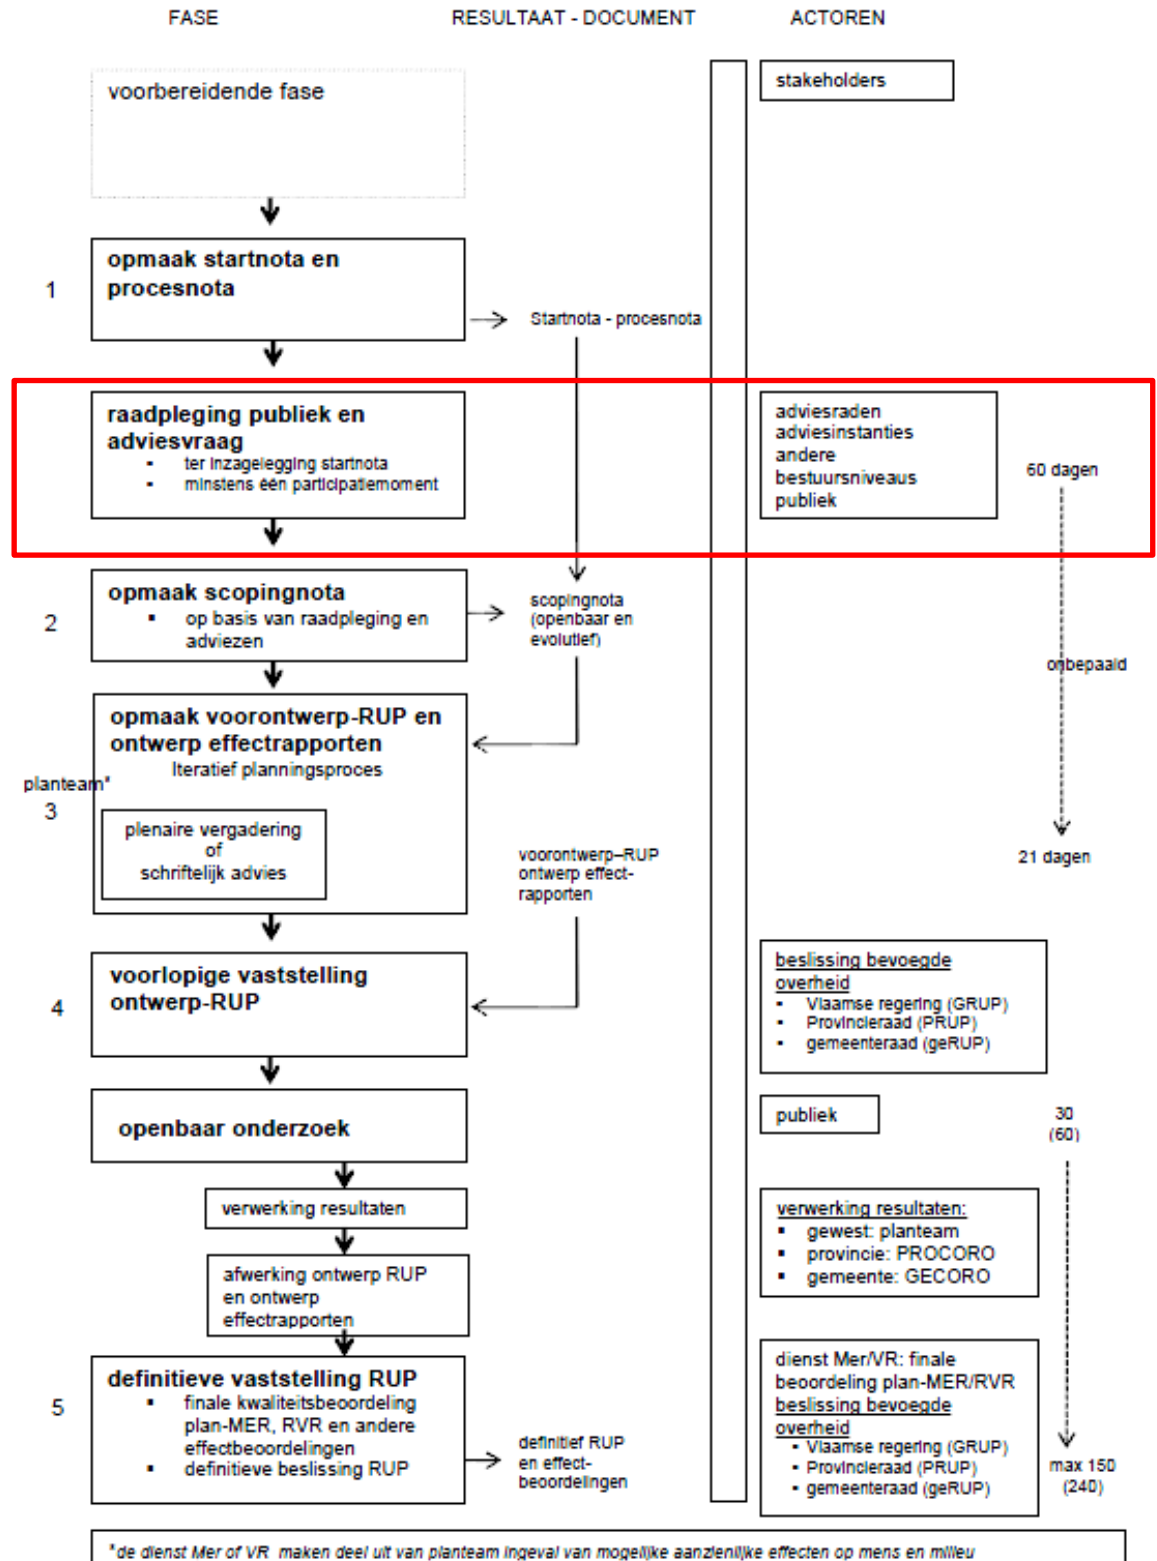 FASE
RESULTAAT - DOCUMENT
ACTOREN
voorbereidende fase
stakeholders
1
opmaak startnota en
procesnota
Startnota - procesnota
raadpleging publiek en
adviesvraag
▪ ter inzagelegging startnota
▪ minstens één participatiemoment
adviesraden
adviesinstanties
andere
bestuursniveaus
publiek
60 dagen
2
opmaak scopingnota
▪ op basis van raadpleging en
adviezen
scopingnota
(openbaar en
evolutief)
onbepaald
opmaak voorontwerp-RUP en
ontwerp effectrapporten
Iteratief planningsproces
planteam*
3
plenaire vergadering
of
schriftelijk advies
voorontwerp–RUP
ontwerp effect-
rapporten
21 dagen
4
voorlopige vaststelling
ontwerp-RUP
beslissing bevoegde
overheid
▪ Vlaamse regering (GRUP)
▪ Provincieraad (PRUP)
▪ gemeenteraad (geRUP)
openbaar onderzoek
publiek
30
(60)
verwerking resultaten
verwerking resultaten:
▪ gewest: planteam
▪ provincie: PROCORO
▪ gemeente: GECORO
afwerking ontwerp RUP
en ontwerp
effectrapporten
5
definitieve vaststelling RUP
▪ finale kwaliteitsbeoordeling
plan-MER, RVR en andere
effectbeoordelingen
▪ definitieve beslissing RUP
definitief RUP
en effect-
beoordelingen
dienst Mer/VR: finale
beoordeling plan-MER/RVR
beslissing bevoegde
overheid
▪ Vlaamse regering (GRUP)
▪ Provincieraad (PRUP)
▪ gemeenteraad (geRUP)
max 150
(240)
*de dienst Mer of VR maken deel uit van planteam ingeval van mogelijke aanzienlijke effecten op mens en milieu